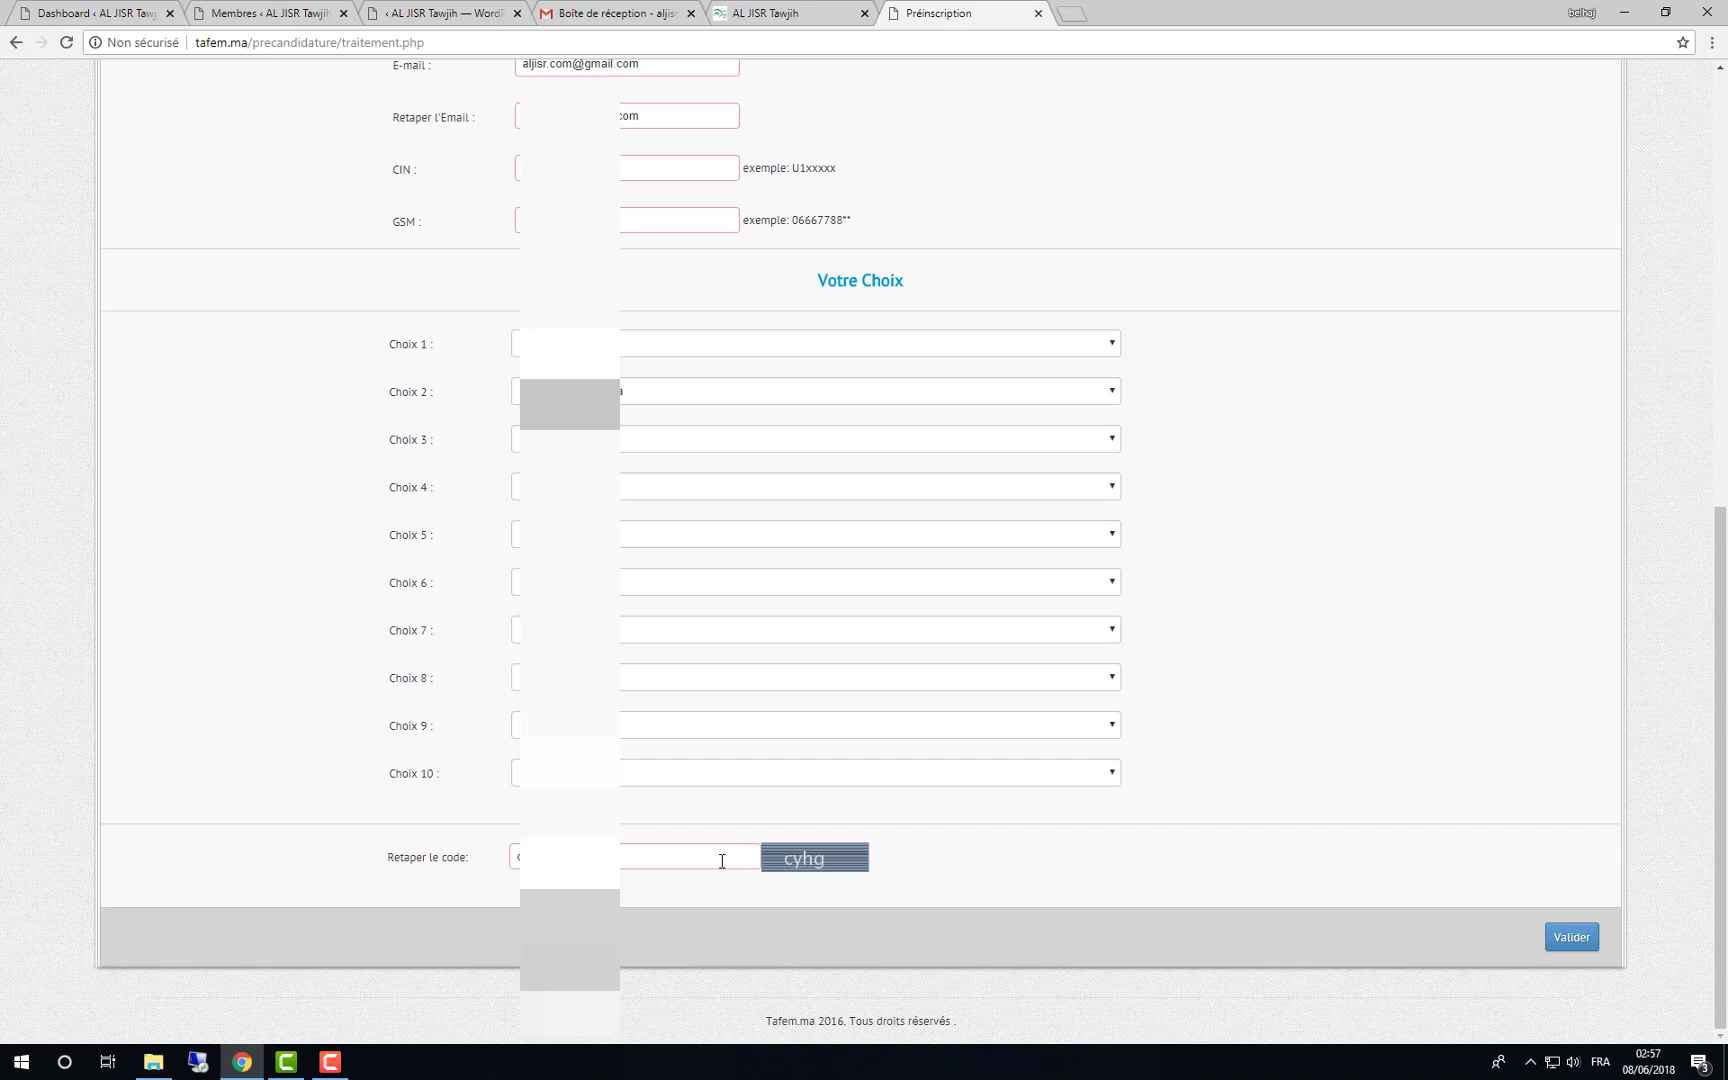 Dashboard ‹ AL JISR Taw
Membres ‹ AL JISR Tawjih
‹ AL JISR Tawjih — WordP
Boîte de réception - aljisr
AL JISR Tawjih
Préinscription
belhaj
Non sécurisé
tafem.ma/precandidature/traitement.php
E-mail :
aljisr.com@gmail.com
Retaper l'Email :
com
CIN :
exemple: U1xxxxx
GSM :
exemple: 06667788**
Votre Choix
Choix 1 :
Choix 2 :
a
Choix 3 :
Choix 4 :
Choix 5 :
Choix 6 :
Choix 7 :
Choix 8 :
Choix 9 :
Choix 10 :
Retaper le code:
cyhg
Valider
Tafem.ma 2016. Tous droits réservés .
FRA
02:57
08/06/2018
3